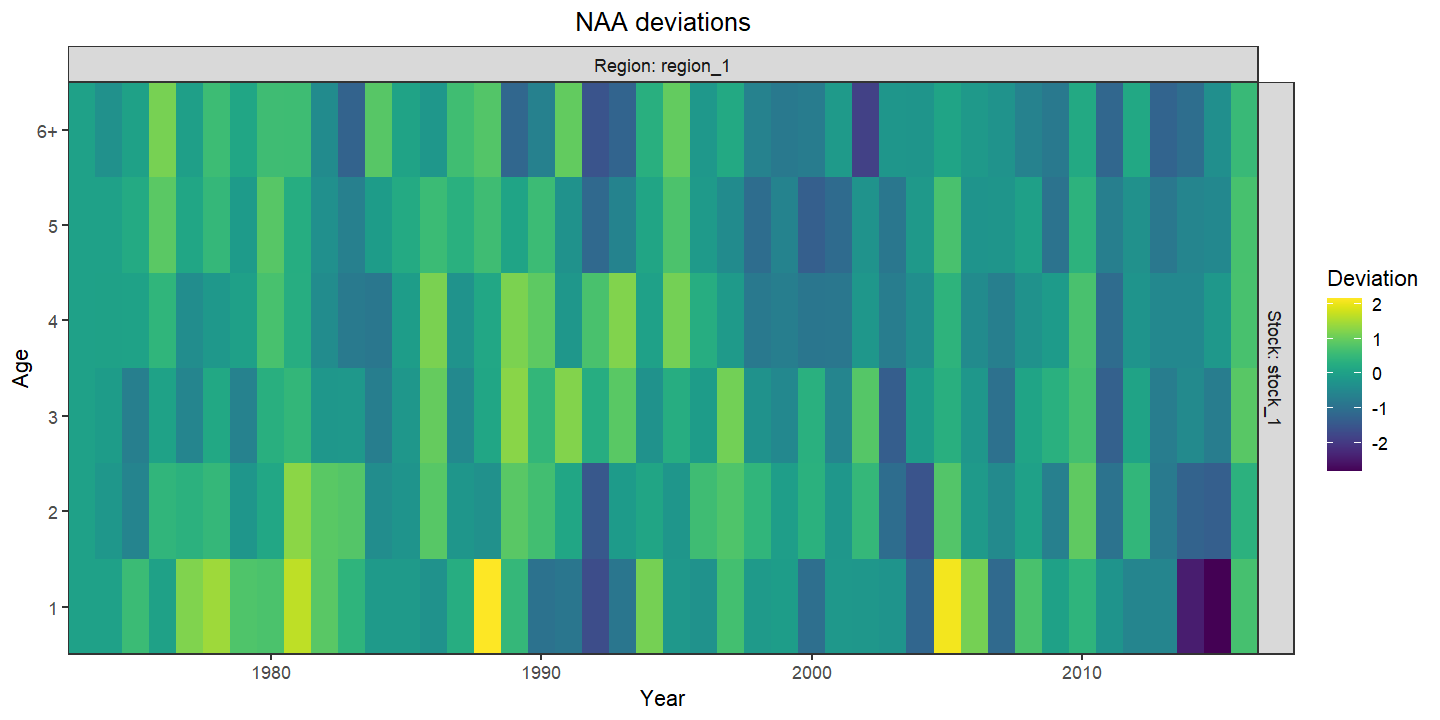 NAA deviations
Region: region_1
Stock: stock_1
Age
6+
5
4
3
2
1
1980
1990
2000
2010
Year
Deviation
2
1
0
-1
-2